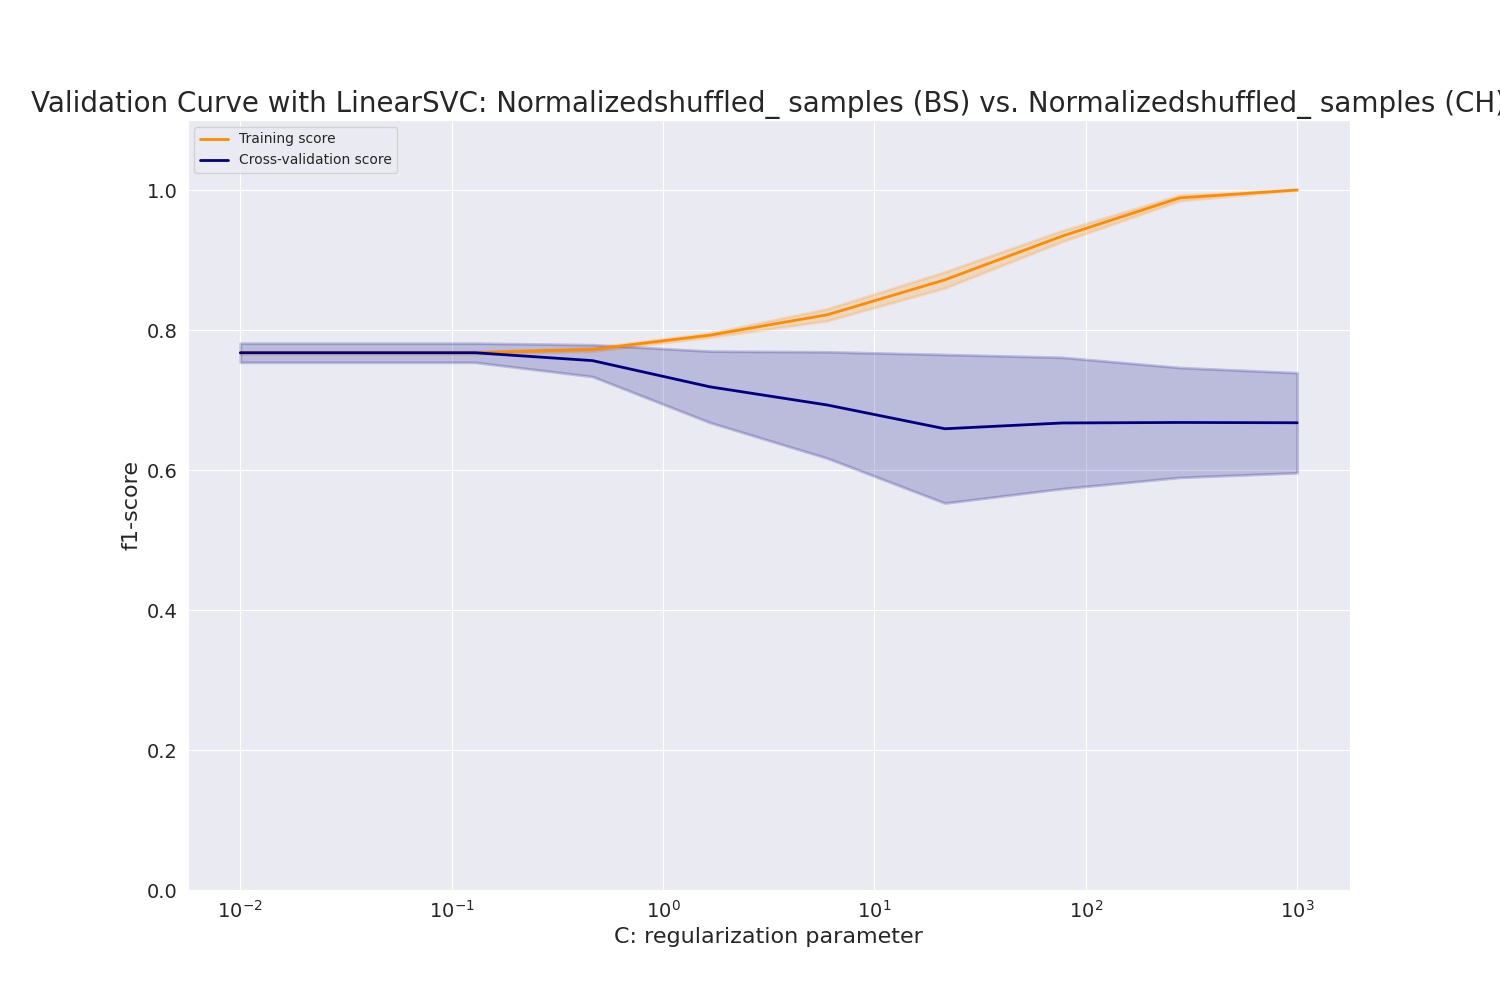 Validation Curve with LinearSVC: Normalizedshuffled_ samples (BS) vs. Normalizedshuffled_ samples (CH)
Training score
Cross-validation score
1.0
0.8
0.6
0.4
0.2
0.0
f1-score
10⁻² 10⁻¹ 10⁰ 10¹ 10² 10³
C: regularization parameter